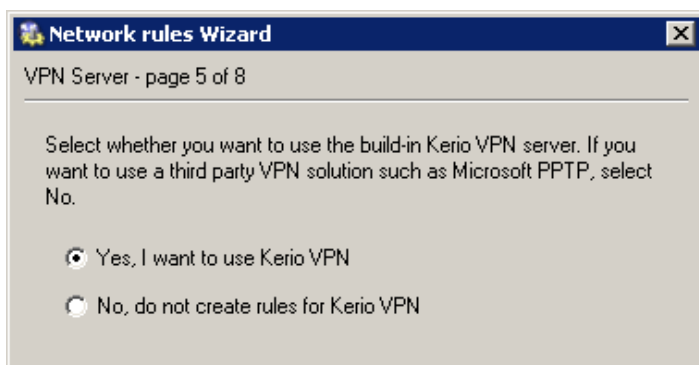 Network rules Wizard
VPN Server - page 5 of 8
Select whether you want to use the build-in Kerio VPN server. If you
want to use a third party VPN solution such as Microsoft PPTP, select
No.
Yes, I want to use Kerio VPN
No, do not create rules for Kerio VPN